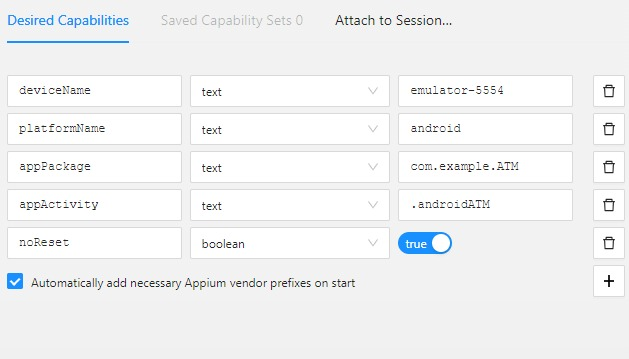 Desired Capabilities Saved Capability Sets 0 Attach to Session...
deviceName text emulator-5554
platformName text android
appPackage text com.example.ATM
appActivity text .androidATM
noReset boolean true
Automatically add necessary Appium vendor prefixes on start